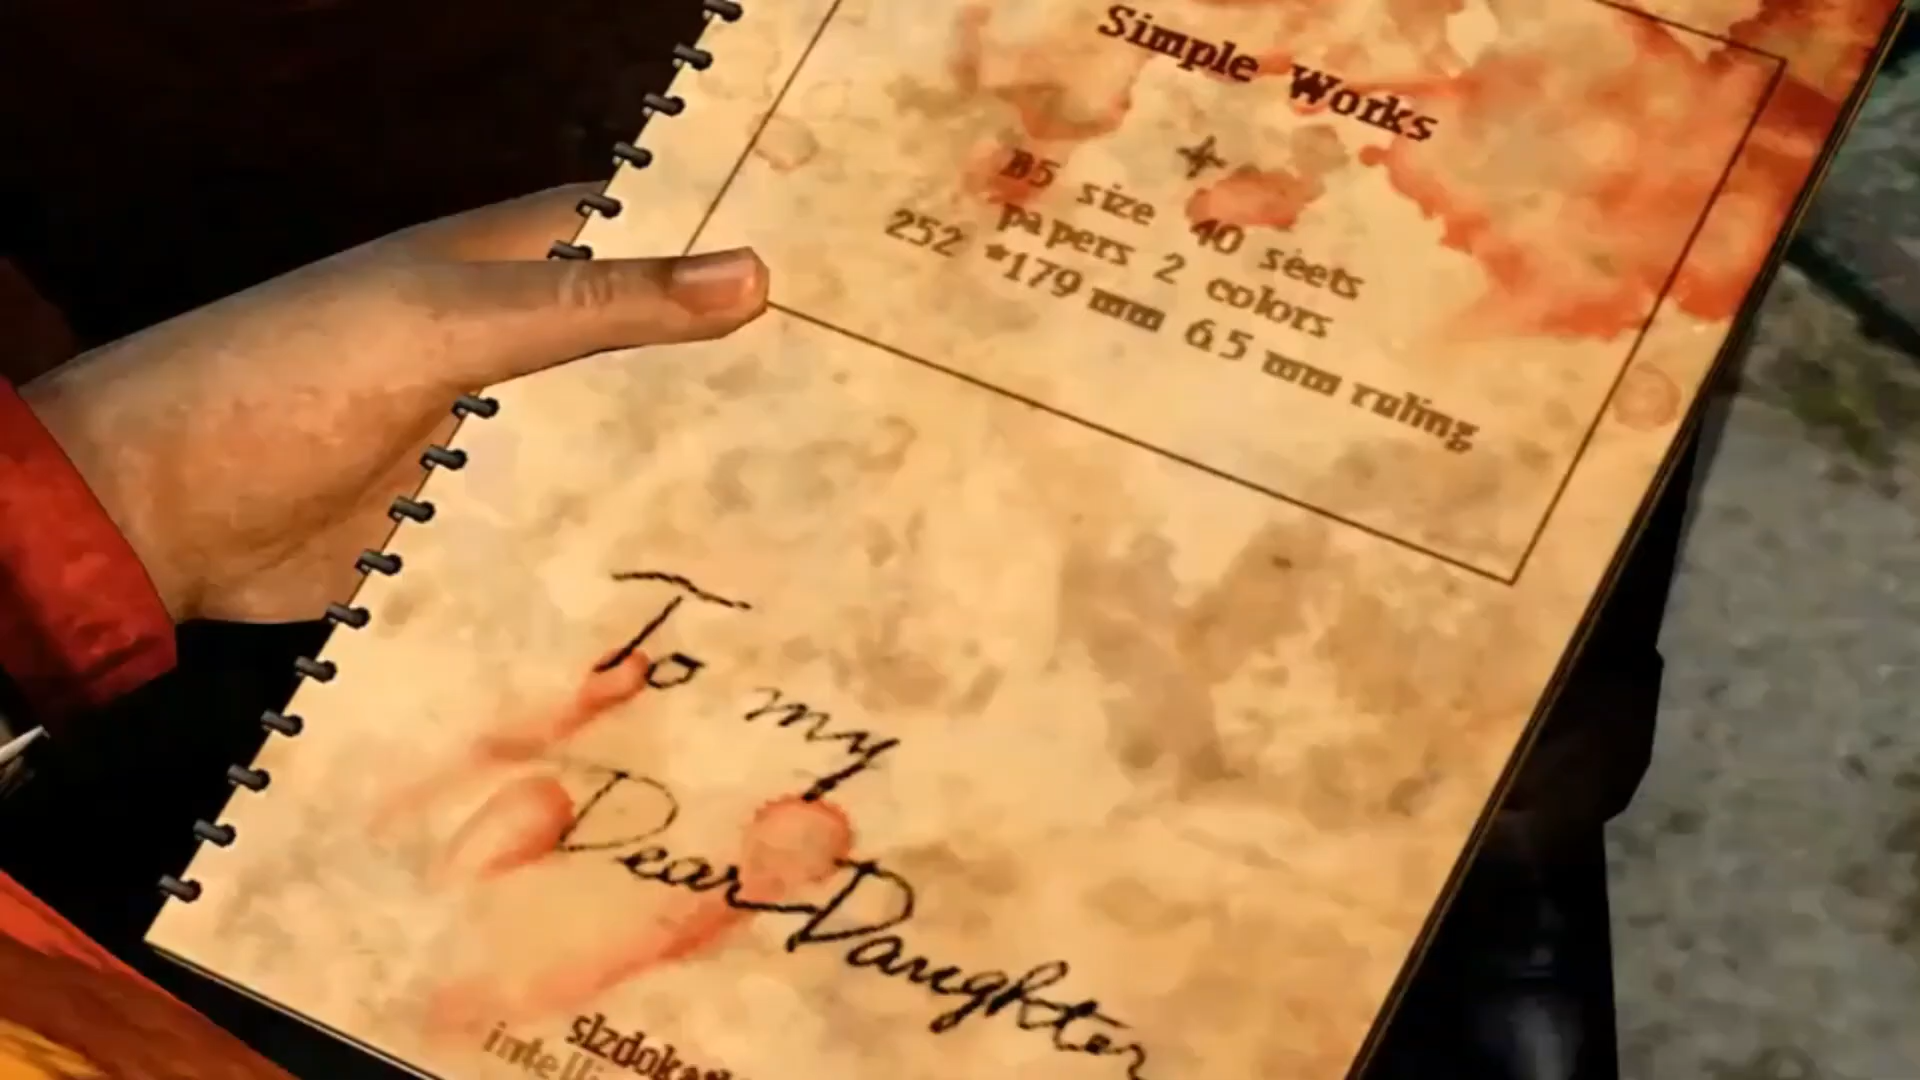 Simple Works
B5 size 40 seets
papers 2 colors
252 *179 mm 6.5 mm ruling
To my
Dear Daughter